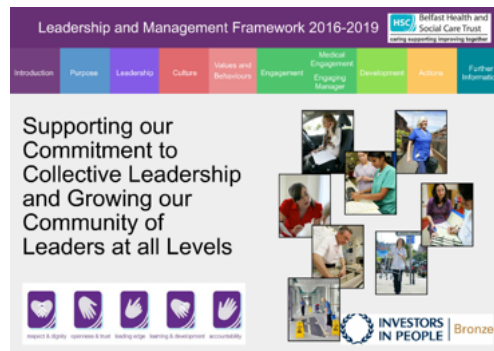 Leadership and Management Framework 2016-2019
HSC
Belfast Health and
Social Care Trust
caring supporting improving together
Introduction
Purpose
Leadership
Culture
Values and
Behaviours
Engagement
Medical
Engagement
Engaging
Manager
Development
Actions
Further
Informati
Supporting our
Commitment to
Collective Leadership
and Growing our
Community of
Leaders at all Levels
respect & dignity
openness & trust
leading edge
learning & development
accountability
INVESTORS
IN PEOPLE
Bronze